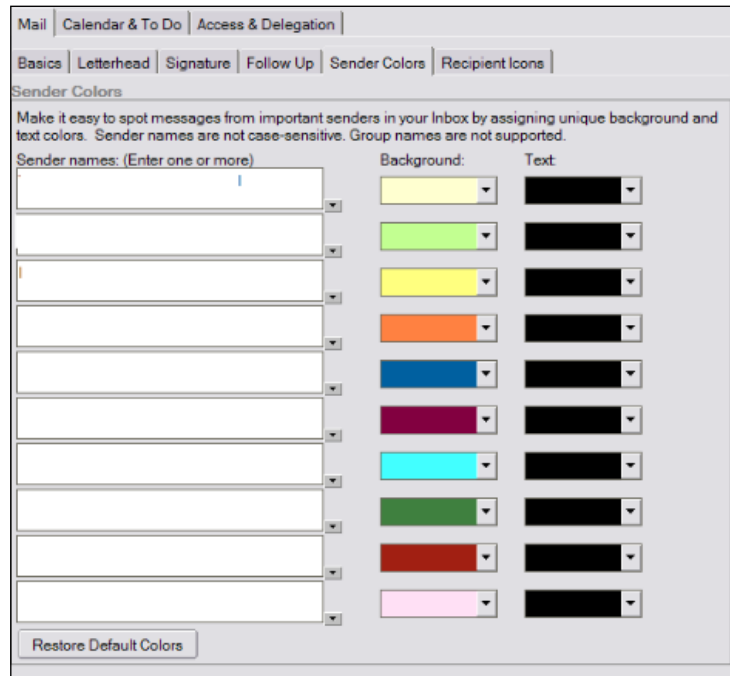 Mail Calendar & To Do Access & Delegation
Basics Letterhead Signature Follow Up Sender Colors Recipient Icons
Sender Colors
Make it easy to spot messages from important senders in your Inbox by assigning unique background and
text colors. Sender names are not case-sensitive. Group names are not supported.
Sender names: (Enter one or more) Background: Text:
Restore Default Colors